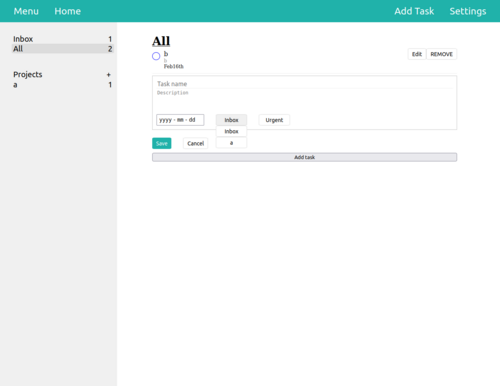 Menu Home Add Task Settings
Inbox 1
All 2
Projects +
a 1
All
b
b
Feb10th
Edit REMOVE
Task name
Description
yyyy - mm - dd
Inbox
Urgent
Inbox
a
Save Cancel
Add task